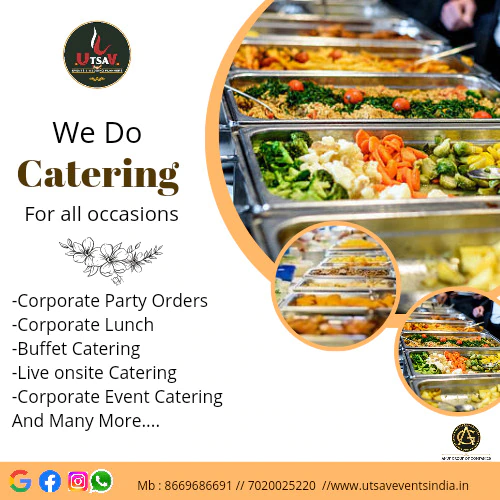 UTSAV
We Do
Catering
For all occasions
-Corporate Party Orders
-Corporate Lunch
-Buffet Catering
-Live onsite Catering
-Corporate Event Catering
And Many More....
Mb : 8669686691 // 7020025220 //www.utsaveventsindia.in